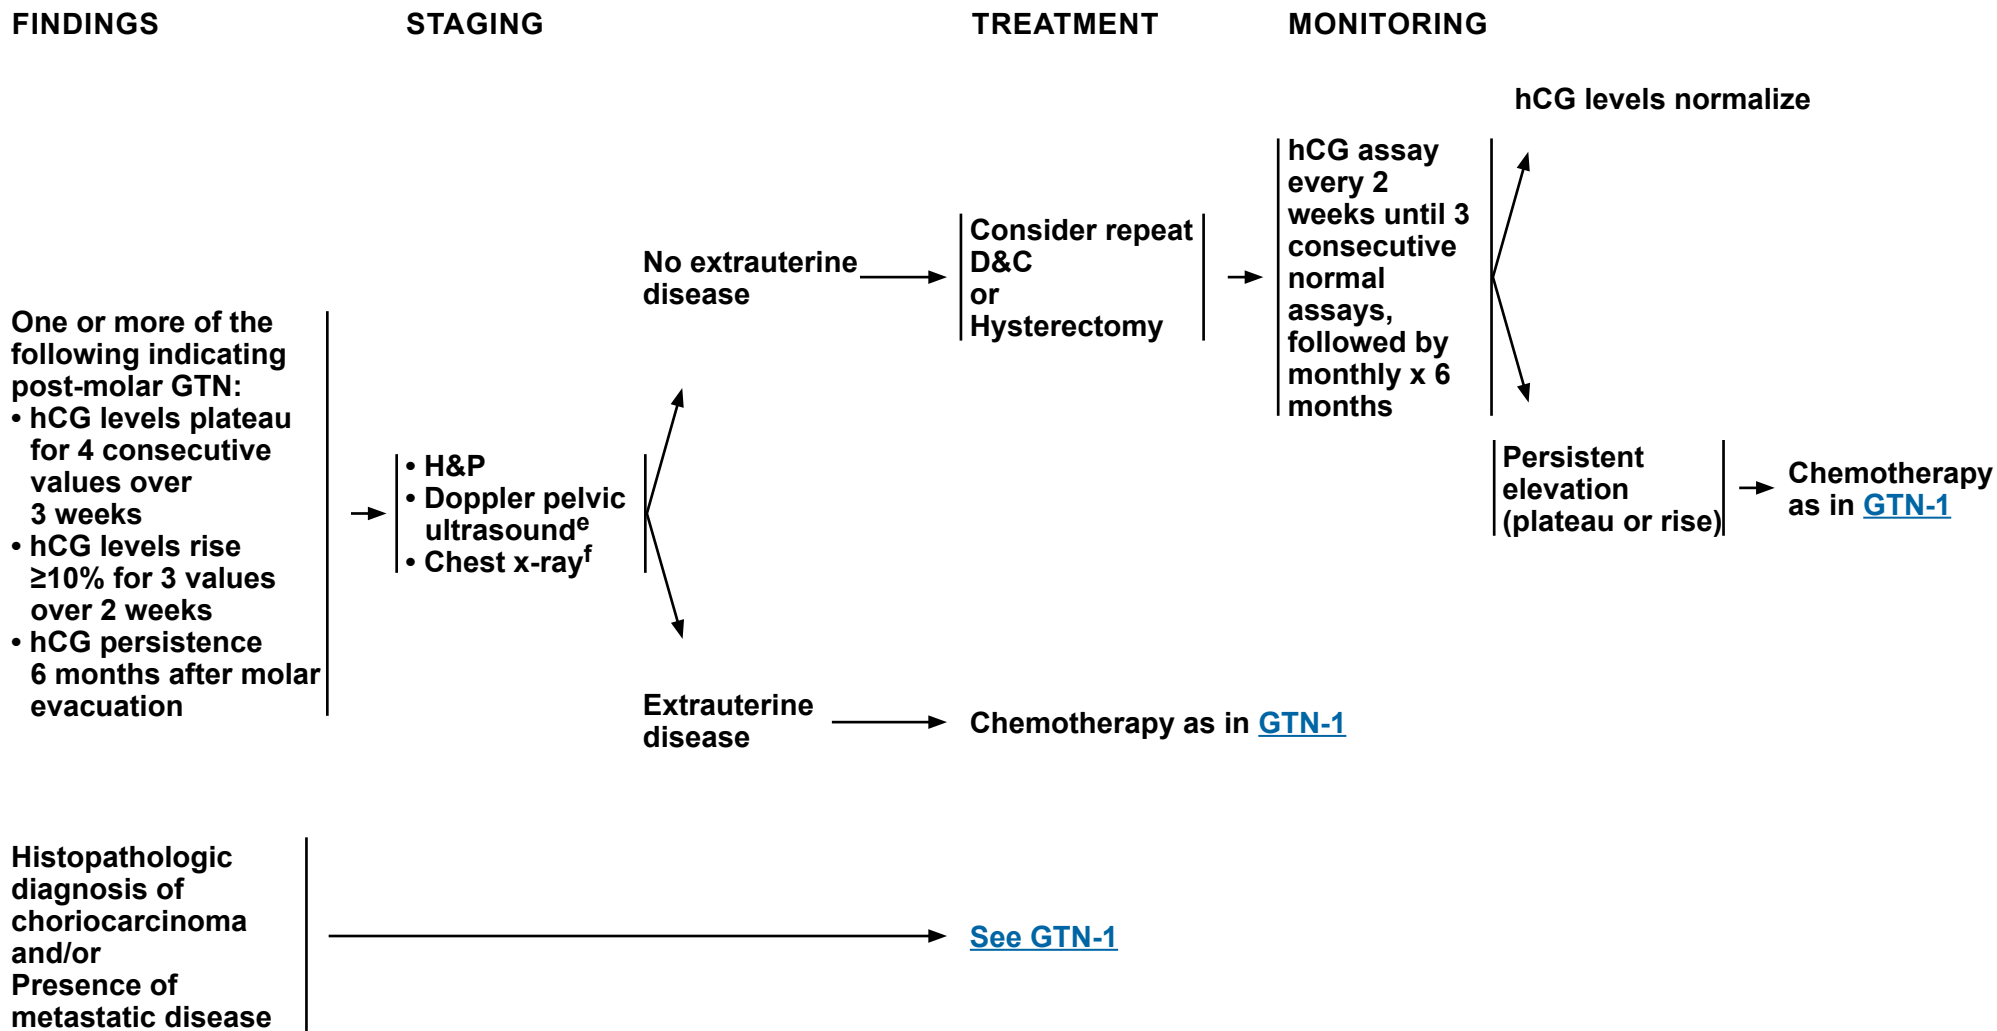 FINDINGS
STAGING
TREATMENT
MONITORING
One or more of the
following indicating
post-molar GTN:
• hCG levels plateau
for 4 consecutive
values over
3 weeks
• hCG levels rise
≥10% for 3 values
over 2 weeks
• hCG persistence
6 months after molar
evacuation
• H&P
• Doppler pelvic
ultrasoundᵉ
• Chest x-rayᶠ
No extrauterine
disease
Consider repeat
D&C
or
Hysterectomy
hCG assay
every 2
weeks until 3
consecutive
normal
assays,
followed by
monthly x 6
months
hCG levels normalize
Persistent
elevation
(plateau or rise)
Chemotherapy
as in GTN-1
Extrauterine
disease
Chemotherapy as in GTN-1
Histopathologic
diagnosis of
choriocarcinoma
and/or
Presence of
metastatic disease
See GTN-1